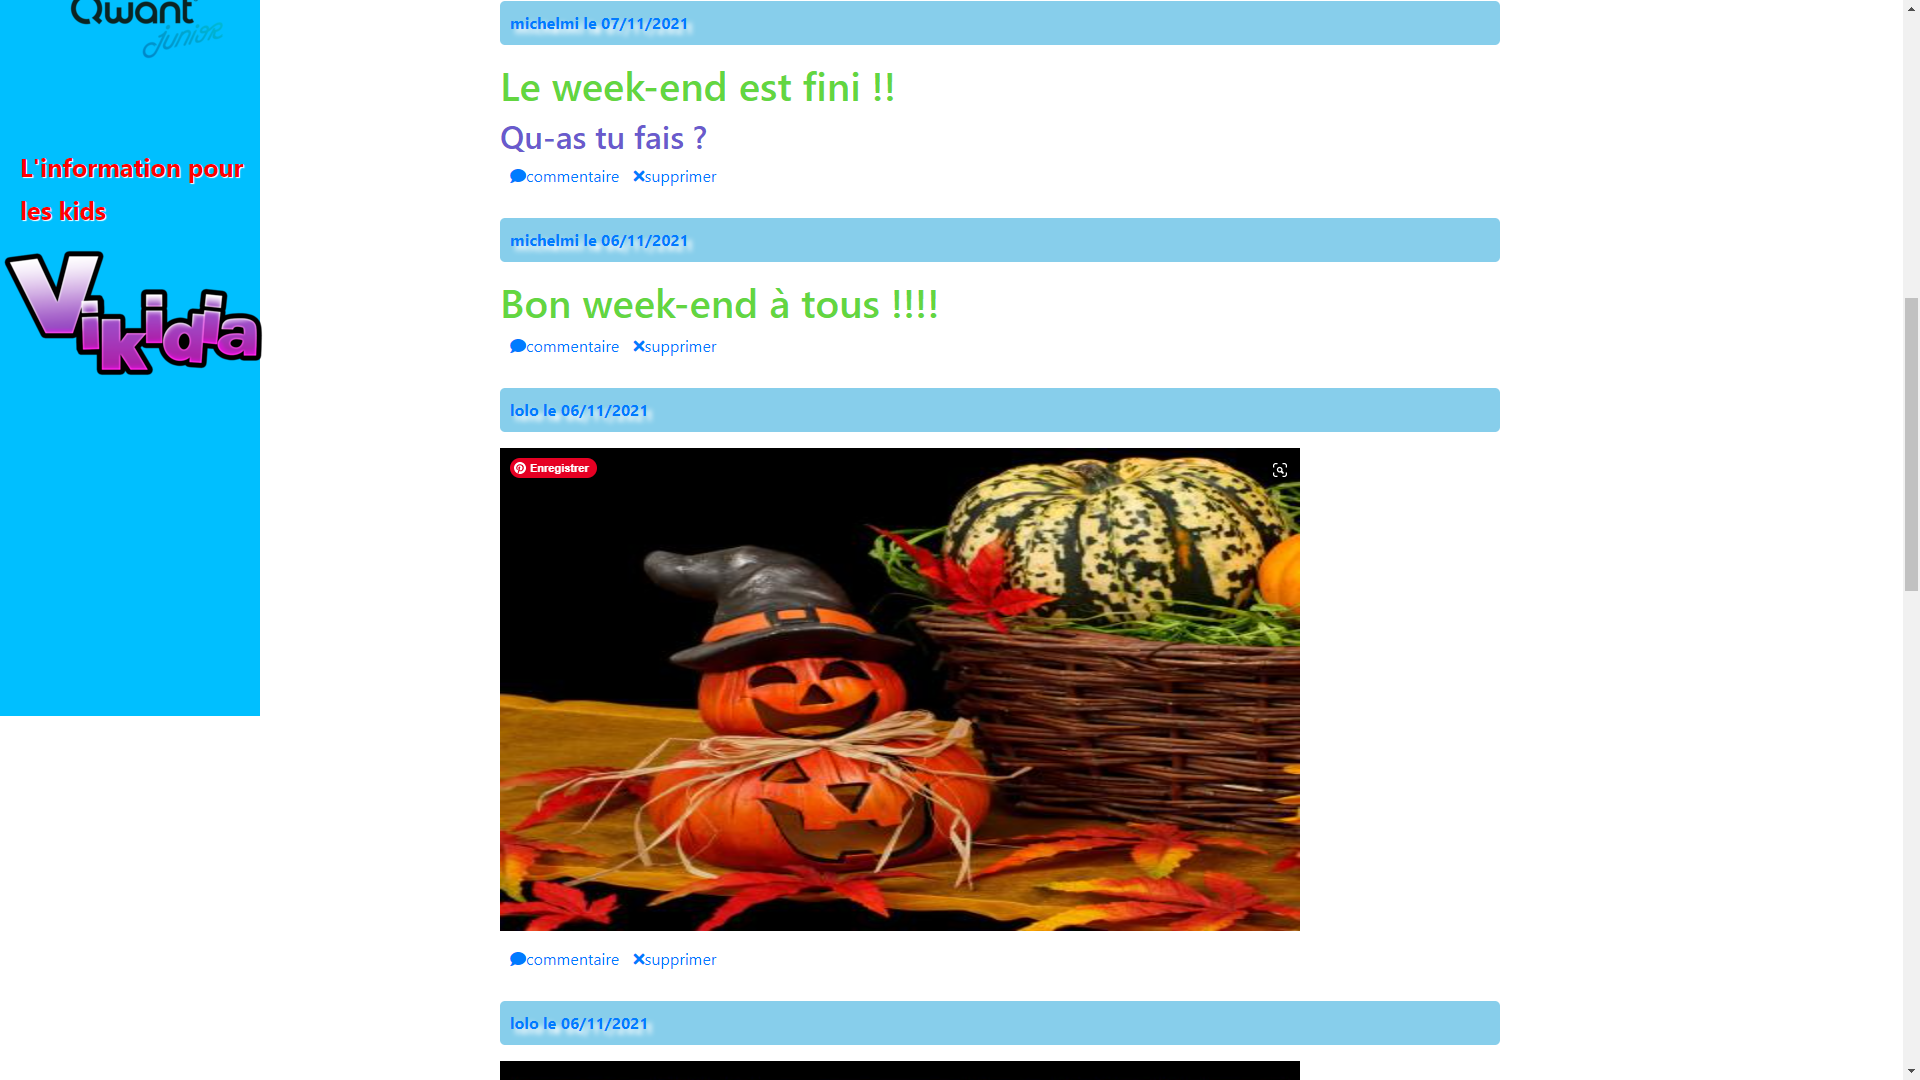 Qwant
junior
L'information pour
les kids
Vikidia
michelmi le 07/11/2021
Le week-end est fini !!
Qu-as tu fais ?
commentaire supprimer
michelmi le 06/11/2021
Bon week-end à tous !!!!
commentaire supprimer
lolo le 06/11/2021
Enregistrer
commentaire supprimer
lolo le 06/11/2021